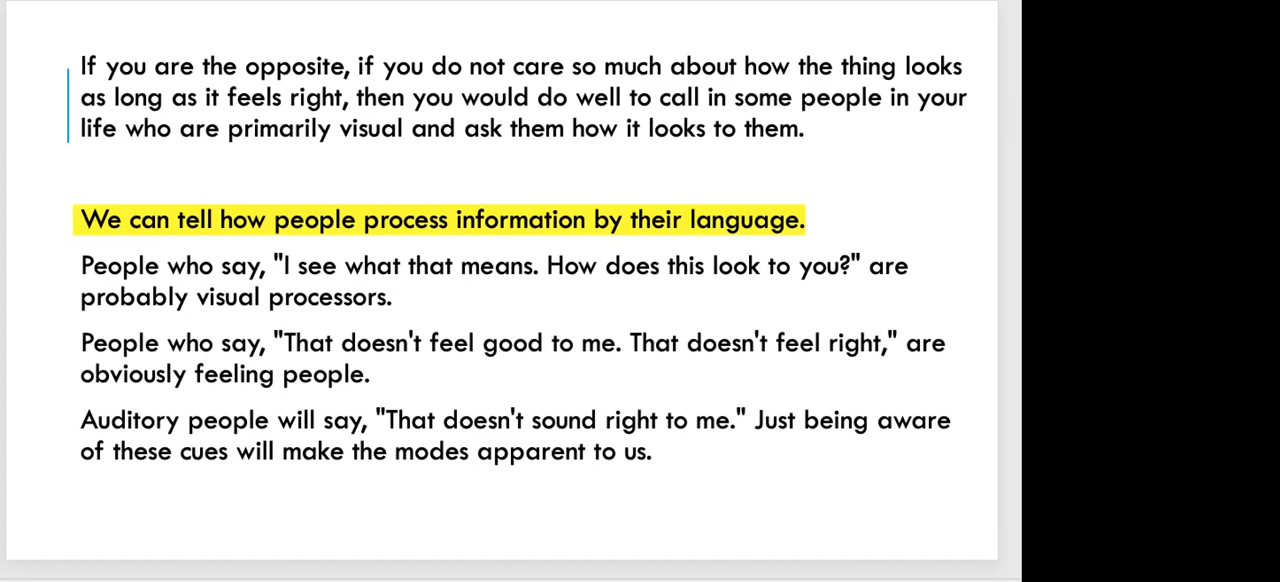 If you are the opposite, if you do not care so much about how the thing looks
as long as it feels right, then you would do well to call in some people in your
life who are primarily visual and ask them how it looks to them.
We can tell how people process information by their language.
People who say, "I see what that means. How does this look to you?" are
probably visual processors.
People who say, "That doesn't feel good to me. That doesn't feel right," are
obviously feeling people.
Auditory people will say, "That doesn't sound right to me." Just being aware
of these cues will make the modes apparent to us.